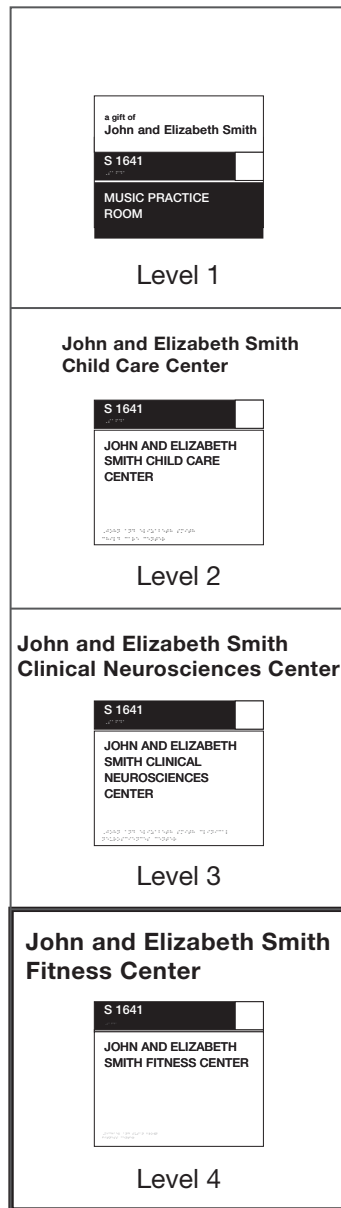 a gift of
John and Elizabeth Smith
S 1641
MUSIC PRACTICE
ROOM
Level 1
John and Elizabeth Smith
Child Care Center
S 1641
JOHN AND ELIZABETH
SMITH CHILD CARE
CENTER
Level 2
John and Elizabeth Smith
Clinical Neurosciences Center
S 1641
JOHN AND ELIZABETH
SMITH CLINICAL
NEUROSCIENCES
CENTER
Level 3
John and Elizabeth Smith
Fitness Center
S 1641
JOHN AND ELIZABETH
SMITH FITNESS CENTER
Level 4